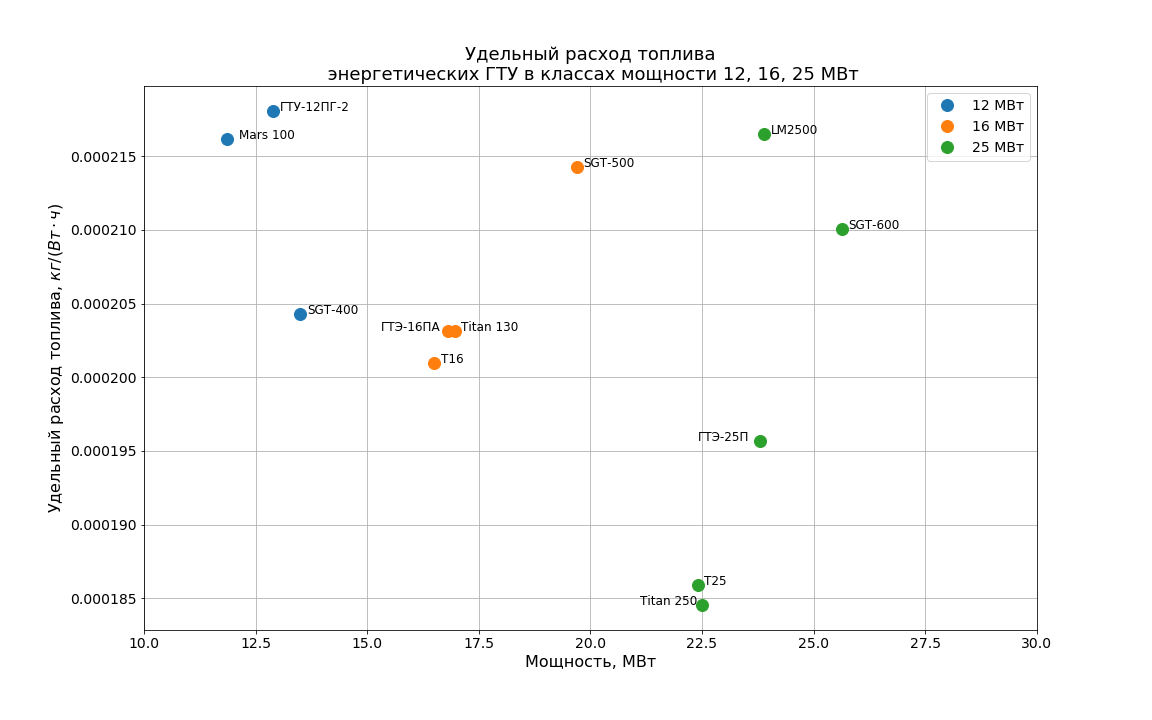 Удельный расход топлива
энергетических ГТУ в классах мощности 12, 16, 25 МВт
12 МВт
16 МВт
25 МВт
ГТУ-12ПГ-2
Mars 100
LM2500
SGT-500
SGT-600
SGT-400
ГТЭ-16ПА
Titan 130
T16
ГТЭ-25П
T25
Titan 250
Удельный расход топлива, кг/(Вт · ч)
0.000215
0.000210
0.000205
0.000200
0.000195
0.000190
0.000185
10.0 12.5 15.0 17.5 20.0 22.5 25.0 27.5 30.0
Мощность, МВт